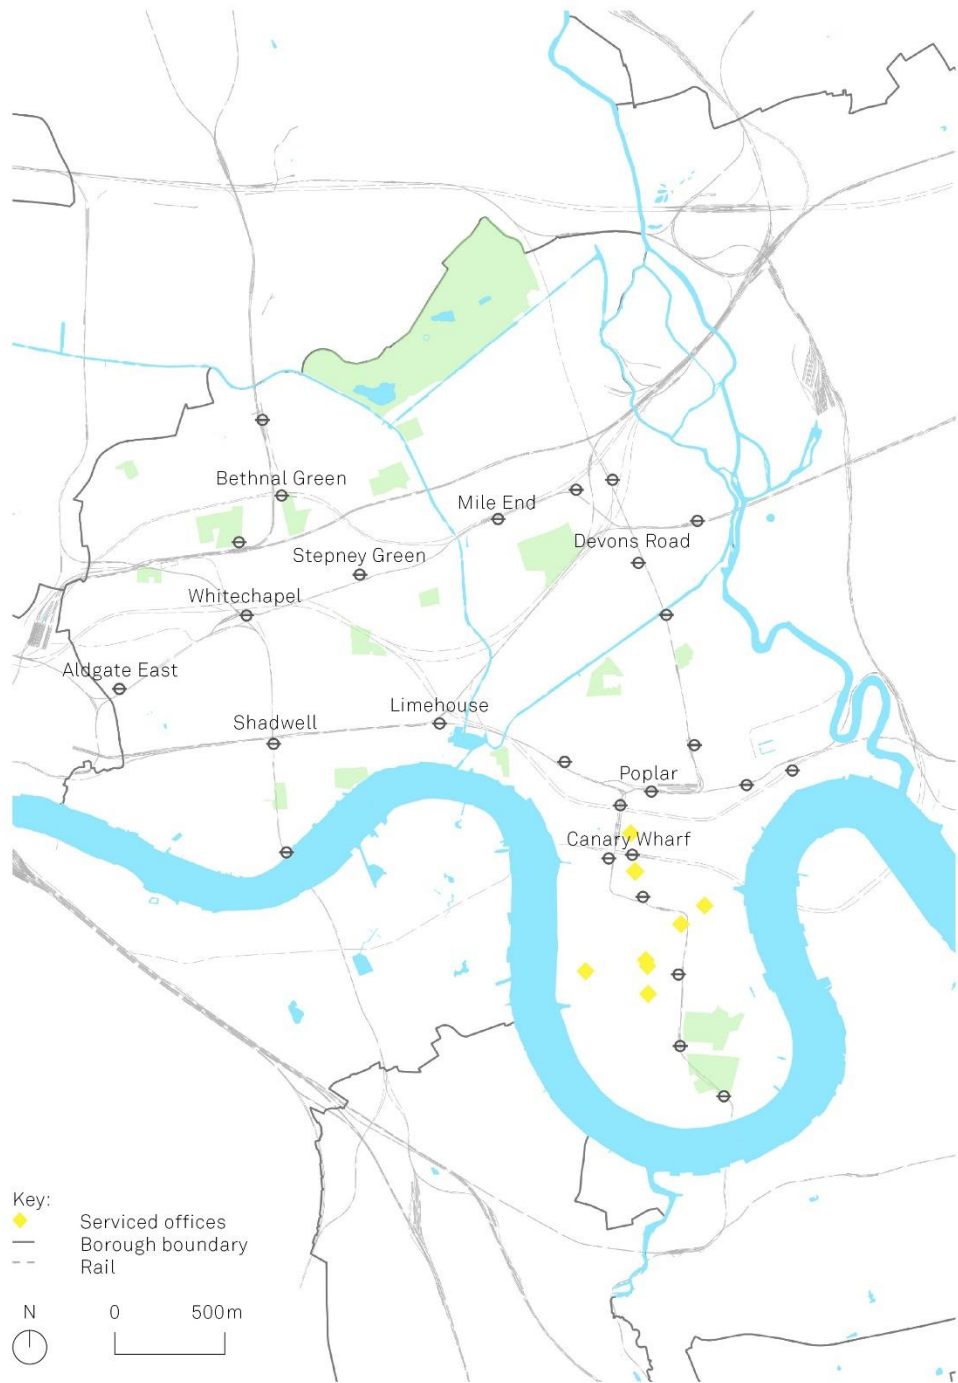 Bethnal Green
Mile End
Devons Road
Stepney Green
Whitechapel
Aldgate East
Limehouse
Shadwell
Poplar
Canary Wharf
Key:
Serviced offices
Borough boundary
Rail
N 0 500m